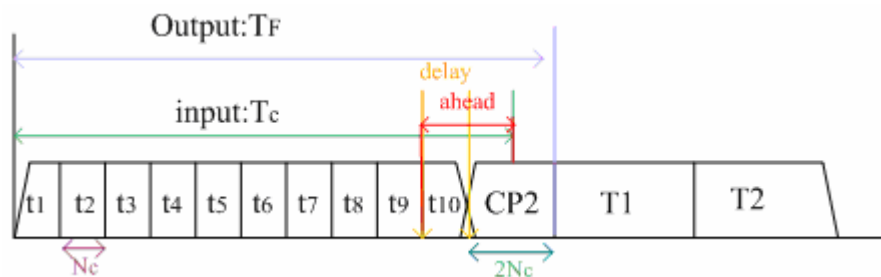 Output:TF
delay
input:Tc
ahead
t1 t2 t3 t4 t5 t6 t7 t8 t9 t10 CP2 T1 T2
Nc
2Nc